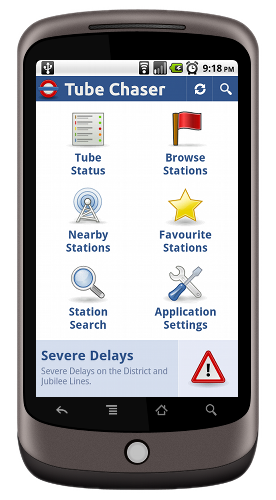 9:18 PM
Tube Chaser
Tube
Status
Browse
Stations
Nearby
Stations
Favourite
Stations
Station
Search
Application
Settings
Severe Delays
Severe Delays on the District and
Jubilee Lines.